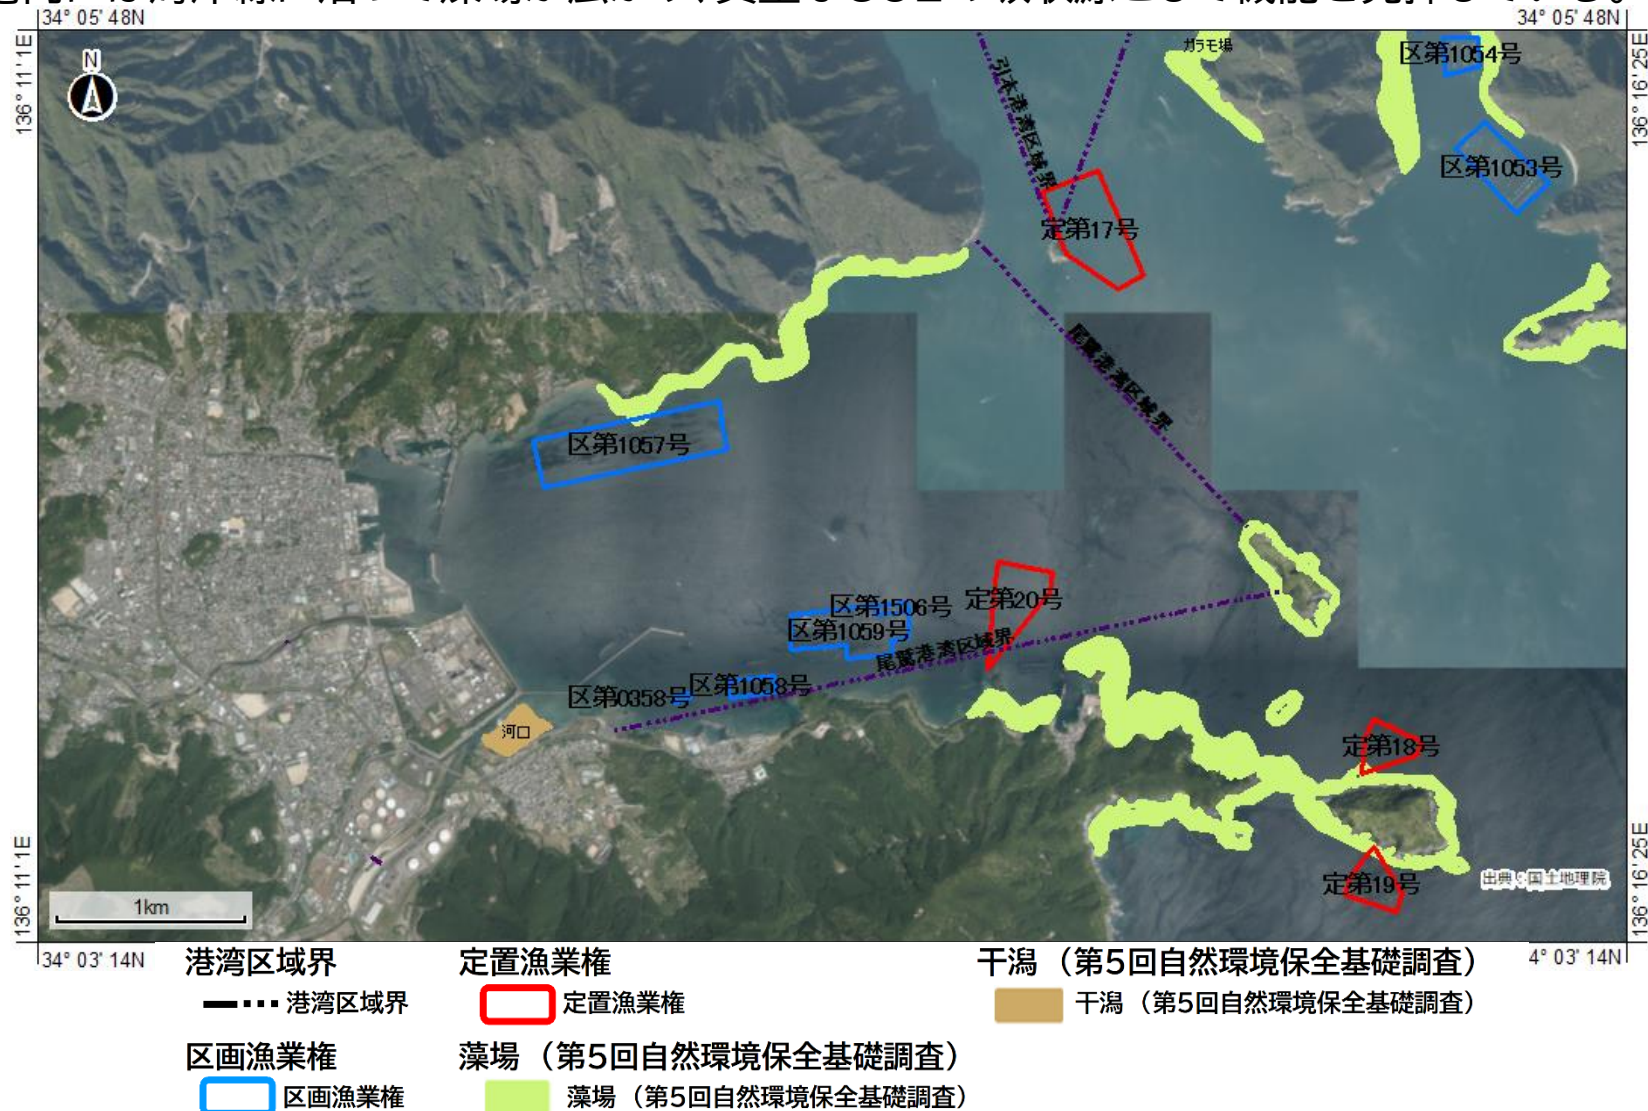 34° 05' 48N
34° 05' 48N
136° 11' 1E
136° 16' 25E
N
ガラモ場
区第1054号
引本港湾区域界
区第1053号
定第17号
尾鷲港湾区域界
区第1057号
区第1506号
定第20号
区第1059号
尾鷲港湾区域界
区第1058号
区第0358号
河口
定第18号
定第19号
出典：国土地理院
136° 11' 1E
136° 16' 25E
1km
34° 03' 14N
4° 03' 14N
港湾区域界
定置漁業権
干潟（第5回自然環境保全基礎調査）
港湾区域界
定置漁業権
干潟（第5回自然環境保全基礎調査）
区画漁業権
藻場（第5回自然環境保全基礎調査）
区画漁業権
藻場（第5回自然環境保全基礎調査）